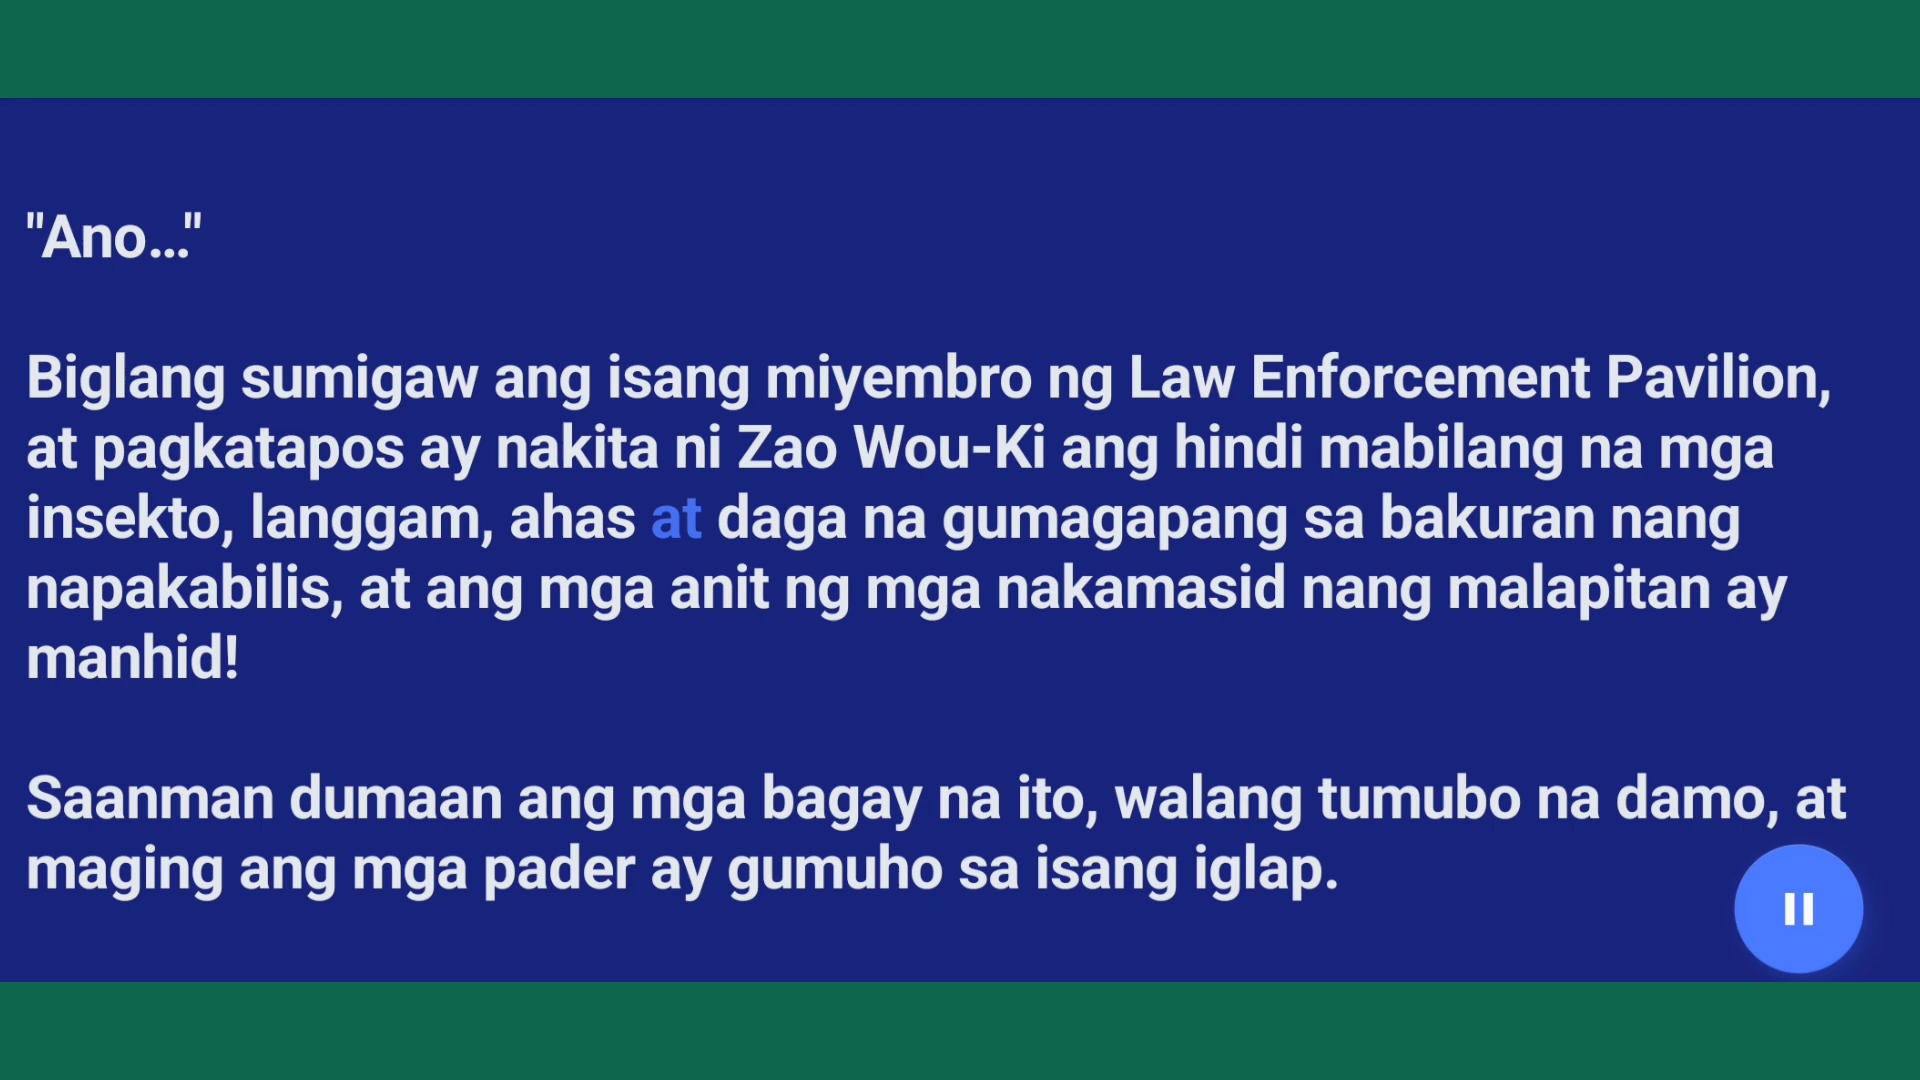 "Ano..."
Biglang sumigaw ang isang miyembro ng Law Enforcement Pavilion,
at pagkatapos ay nakita ni Zao Wou-Ki ang hindi mabilang na mga
insekto, langgam, ahas at daga na gumagapang sa bakuran nang
napakabilis, at ang mga anit ng mga nakamasid nang malapitan ay
manhid!
Saanman dumaan ang mga bagay na ito, walang tumubo na damo, at
maging ang mga pader ay gumuho sa isang iglap.